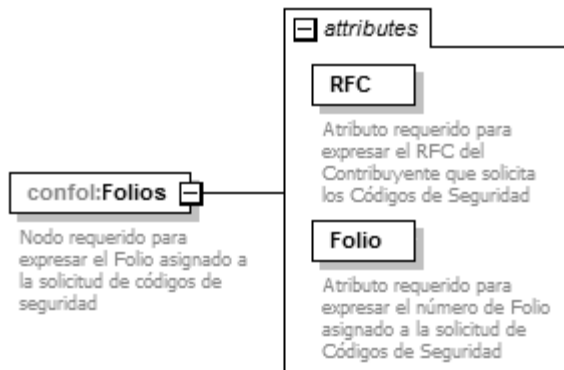 attributes
RFC
Atributo requerido para
expresar el RFC del
Contribuyente que solicita
los Códigos de Seguridad
confol:Folios
Nodo requerido para
expresar el Folio asignado a
la solicitud de códigos de
seguridad
Folio
Atributo requerido para
expresar el número de Folio
asignado a la solicitud de
Códigos de Seguridad